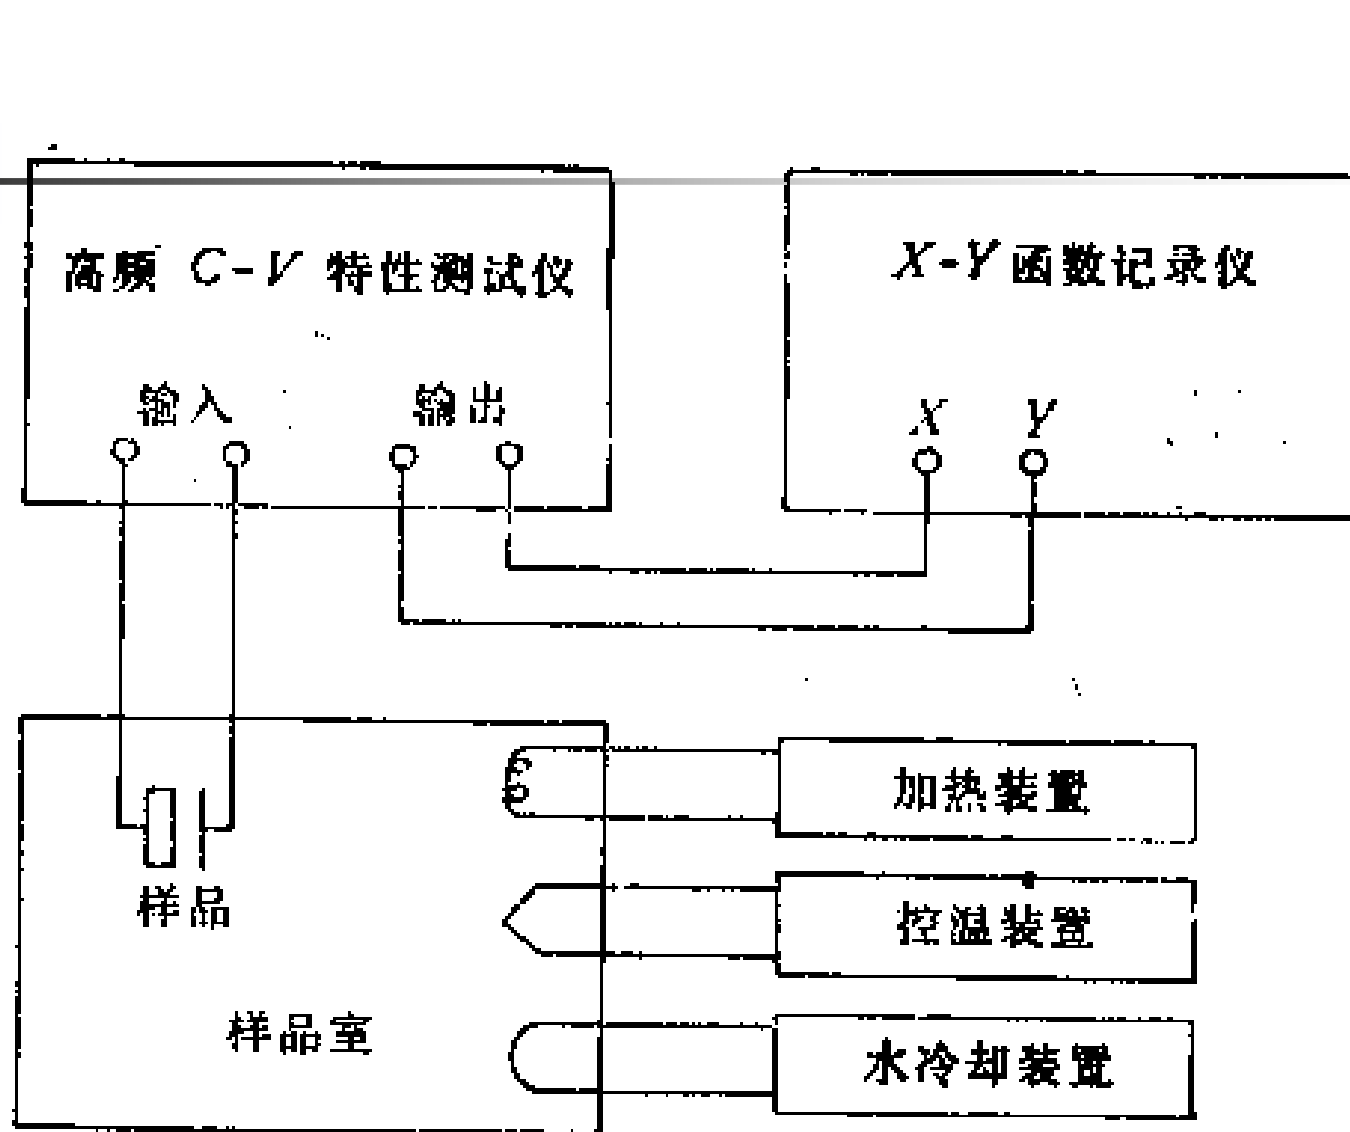 高频 C-V 特性测试仪
X-Y函数记录仪
输入
输出
X
Y
加热装置
样品
控温装置
样品室
水冷却装置